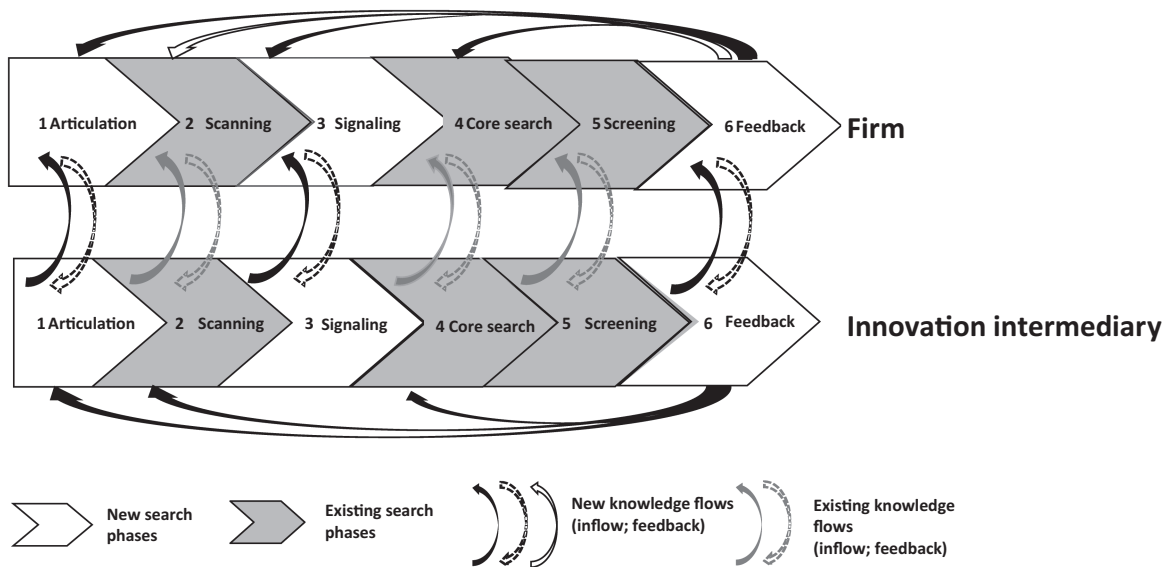 1 Articulation
2 Scanning
3 Signaling
4 Core search
5 Screening
6 Feedback
Firm
1 Articulation
2 Scanning
3 Signaling
4 Core search
5 Screening
6 Feedback
Innovation intermediary
New search
phases
Existing search
phases
New knowledge flows
(inflow; feedback)
Existing knowledge
flows
(inflow; feedback)